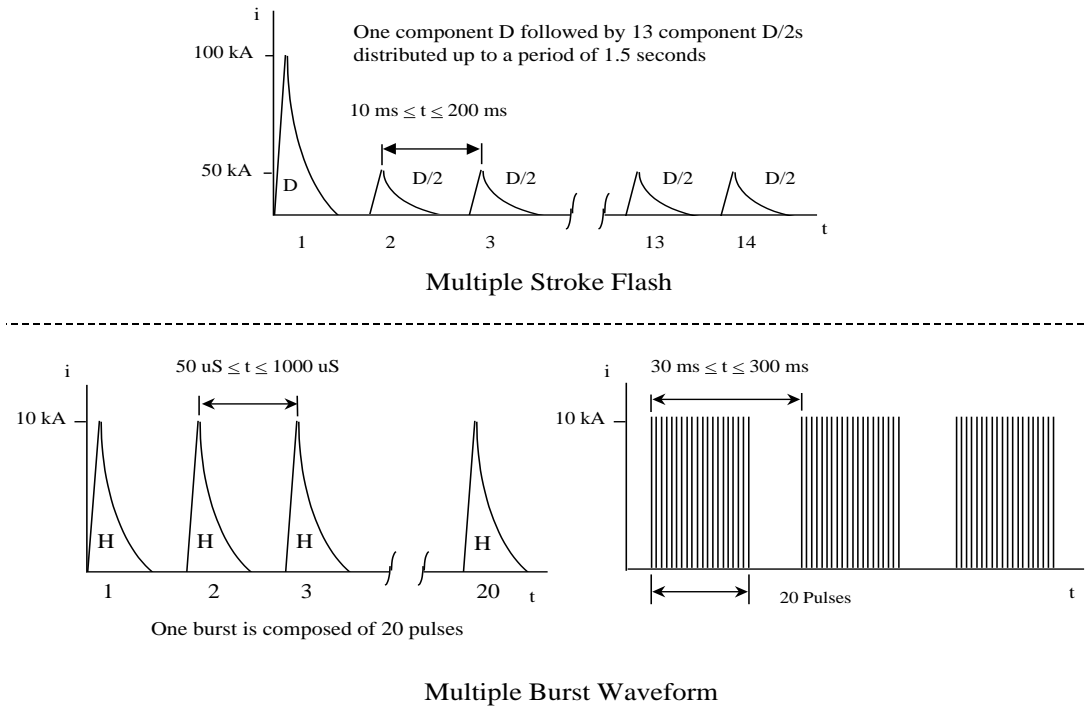 i
One component D followed by 13 component D/2s
distributed up to a period of 1.5 seconds
100 kA
10 ms ≤ t ≤ 200 ms
50 kA
D
D/2
D/2
D/2
D/2
1
2
3
13
14
t
Multiple Stroke Flash
50 uS ≤ t ≤ 1000 uS
i
10 kA
H
H
H
H
1
2
3
20
t
One burst is composed of 20 pulses
30 ms ≤ t ≤ 300 ms
i
10 kA
20 Pulses
t
Multiple Burst Waveform